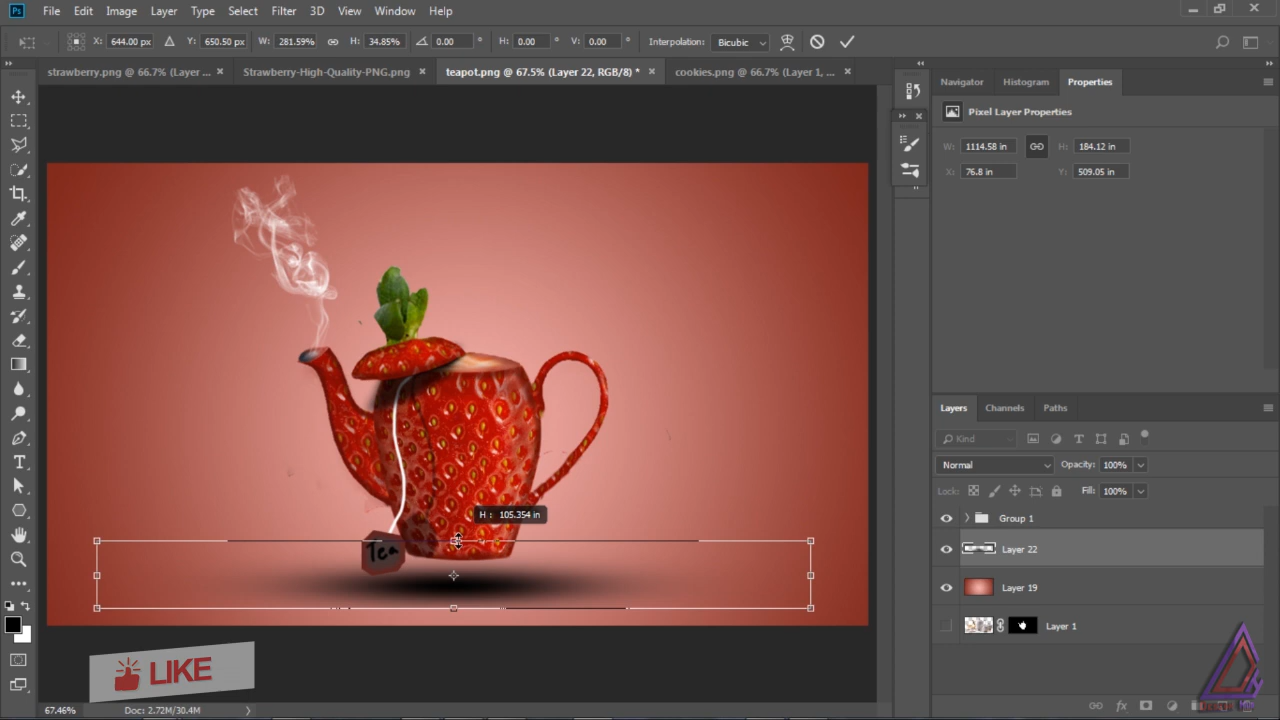 Ps File Edit Image Layer Type Select Filter 3D View Window Help
X: 644.00 px Y: 650.50 px W: 281.59% H: 34.85% 0.00 ° H: 0.00 ° V: 0.00 ° Interpolation: Bicubic
strawberry.png @ 66.7% (Layer ... × Strawberry-High-Quality-PNG.png × teapot.png @ 67.5% (Layer 22, RGB/8) * × cookies.png @ 66.7% (Layer 1, ... ×
Navigator Histogram Properties
Pixel Layer Properties
W: 1114.58 in H: 184.12 in
X: 76.8 in Y: 509.05 in
H : 105.354 in
Tea
Layers Channels Paths
Kind
Normal Opacity: 100%
Lock: Fill: 100%
Group 1
Layer 22
Layer 19
Layer 1
LIKE
67.46% Doc: 2.72M/30.4M